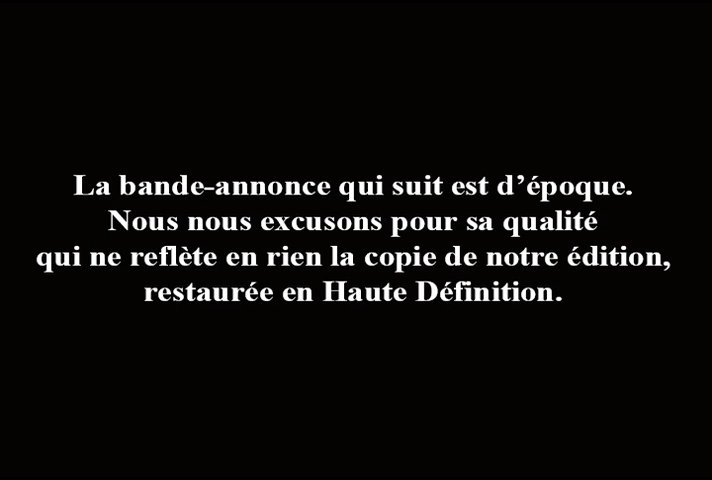 La bande-annonce qui suit est d’époque.
Nous nous excusons pour sa qualité
qui ne reflète en rien la copie de notre édition,
restaurée en Haute Définition.